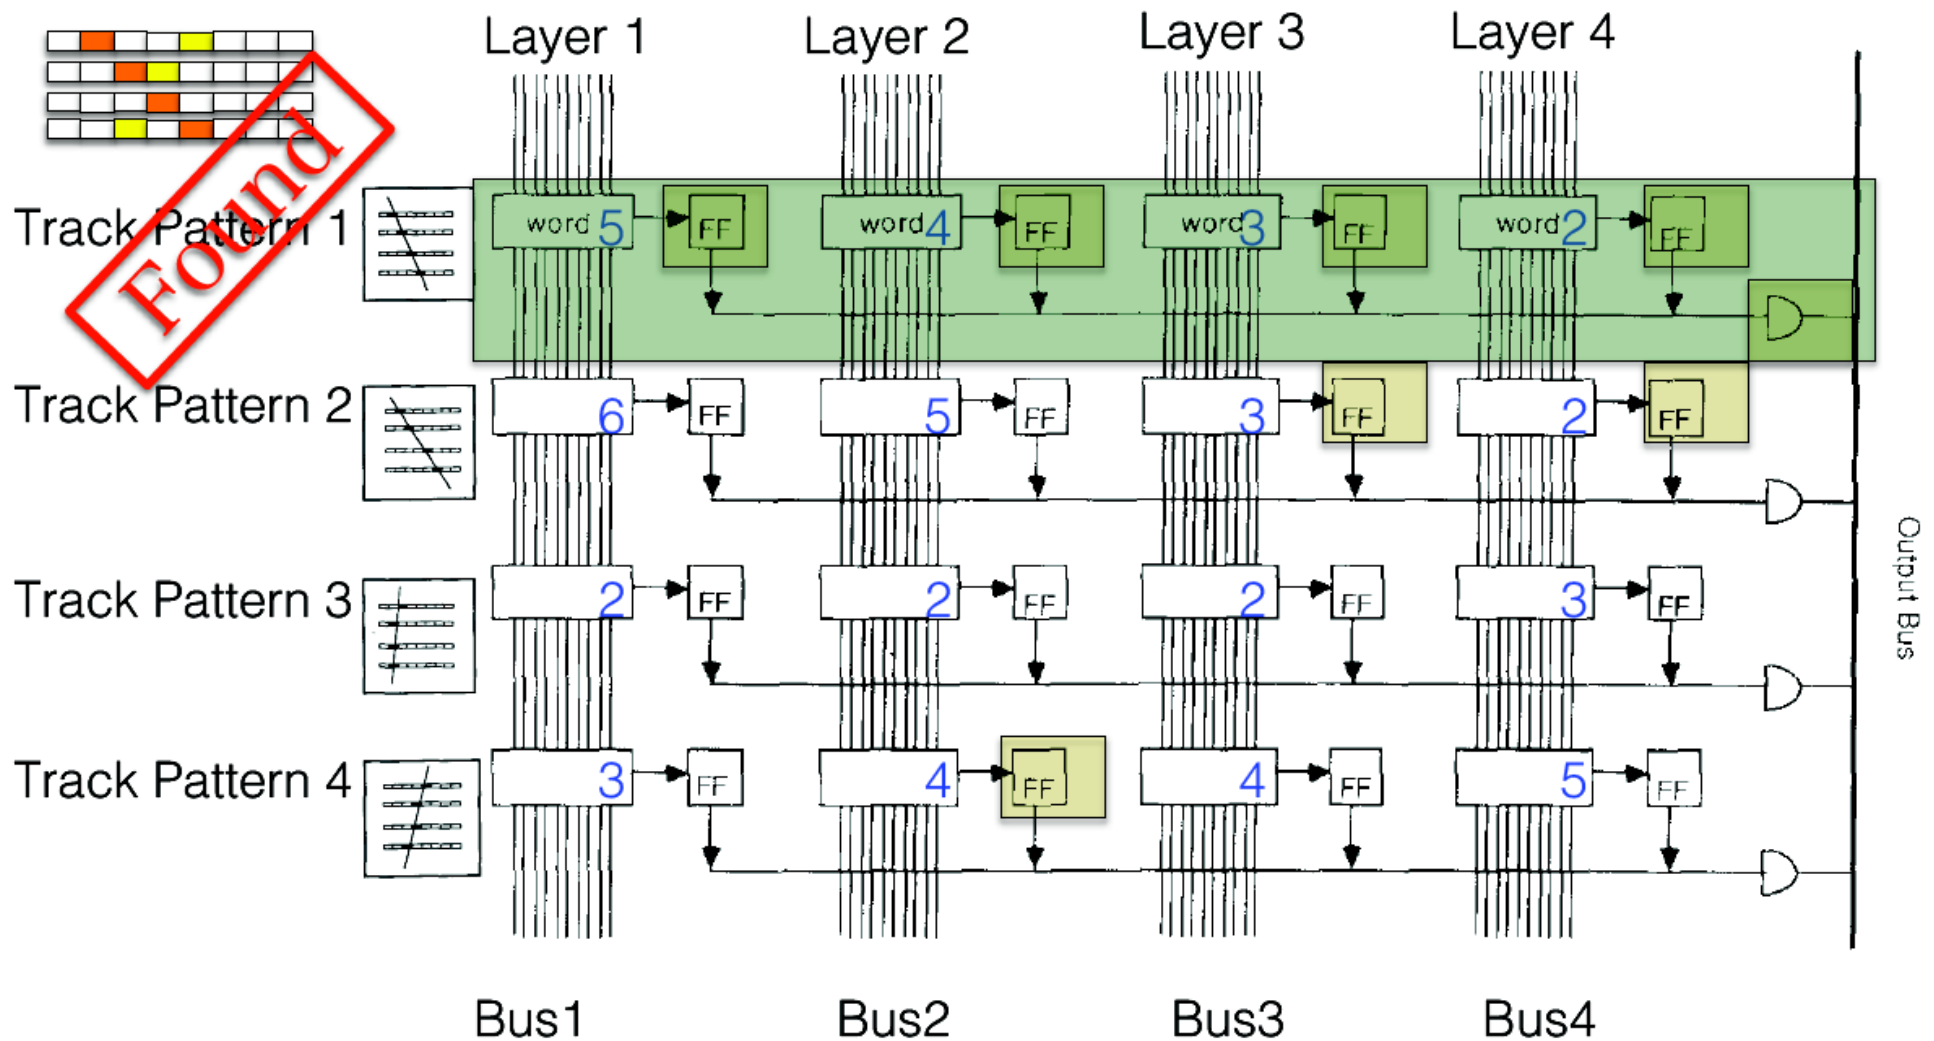 Layer 1 Layer 2 Layer 3 Layer 4
Found
Track Pattern 1 word 5 FF word 4 FF word 3 FF word 2 FF
Track Pattern 2 6 FF 5 FF 3 FF 2 FF
Output Bus
Track Pattern 3 2 FF 2 FF 2 FF 3 FF
Track Pattern 4 3 FF 4 FF 4 FF 5 FF
Bus1 Bus2 Bus3 Bus4